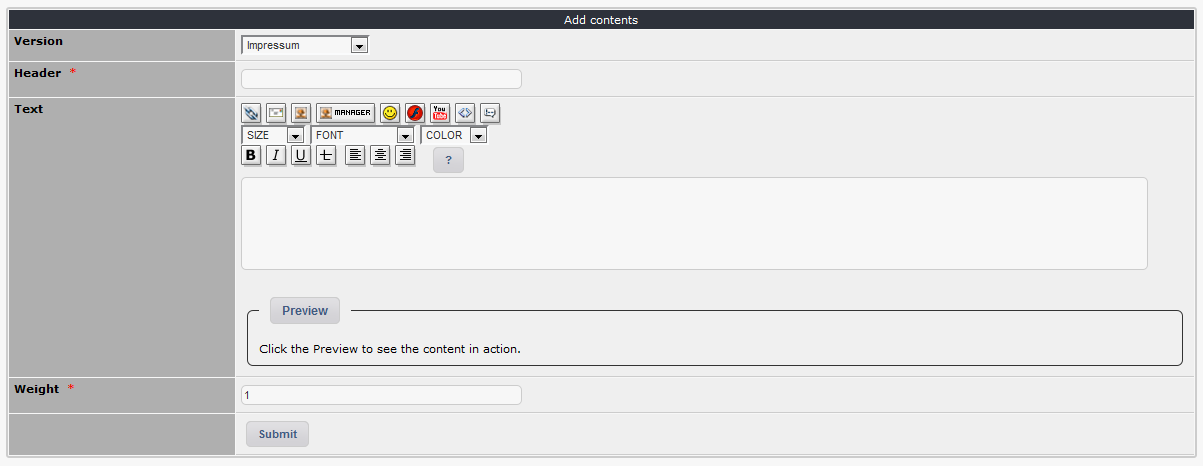 Add contents
Version
Impressum
Header *
Text
MANAGER
You
Tube
SIZE
FONT
COLOR
B I U T
?
Preview
Click the Preview to see the content in action.
Weight *
1
Submit